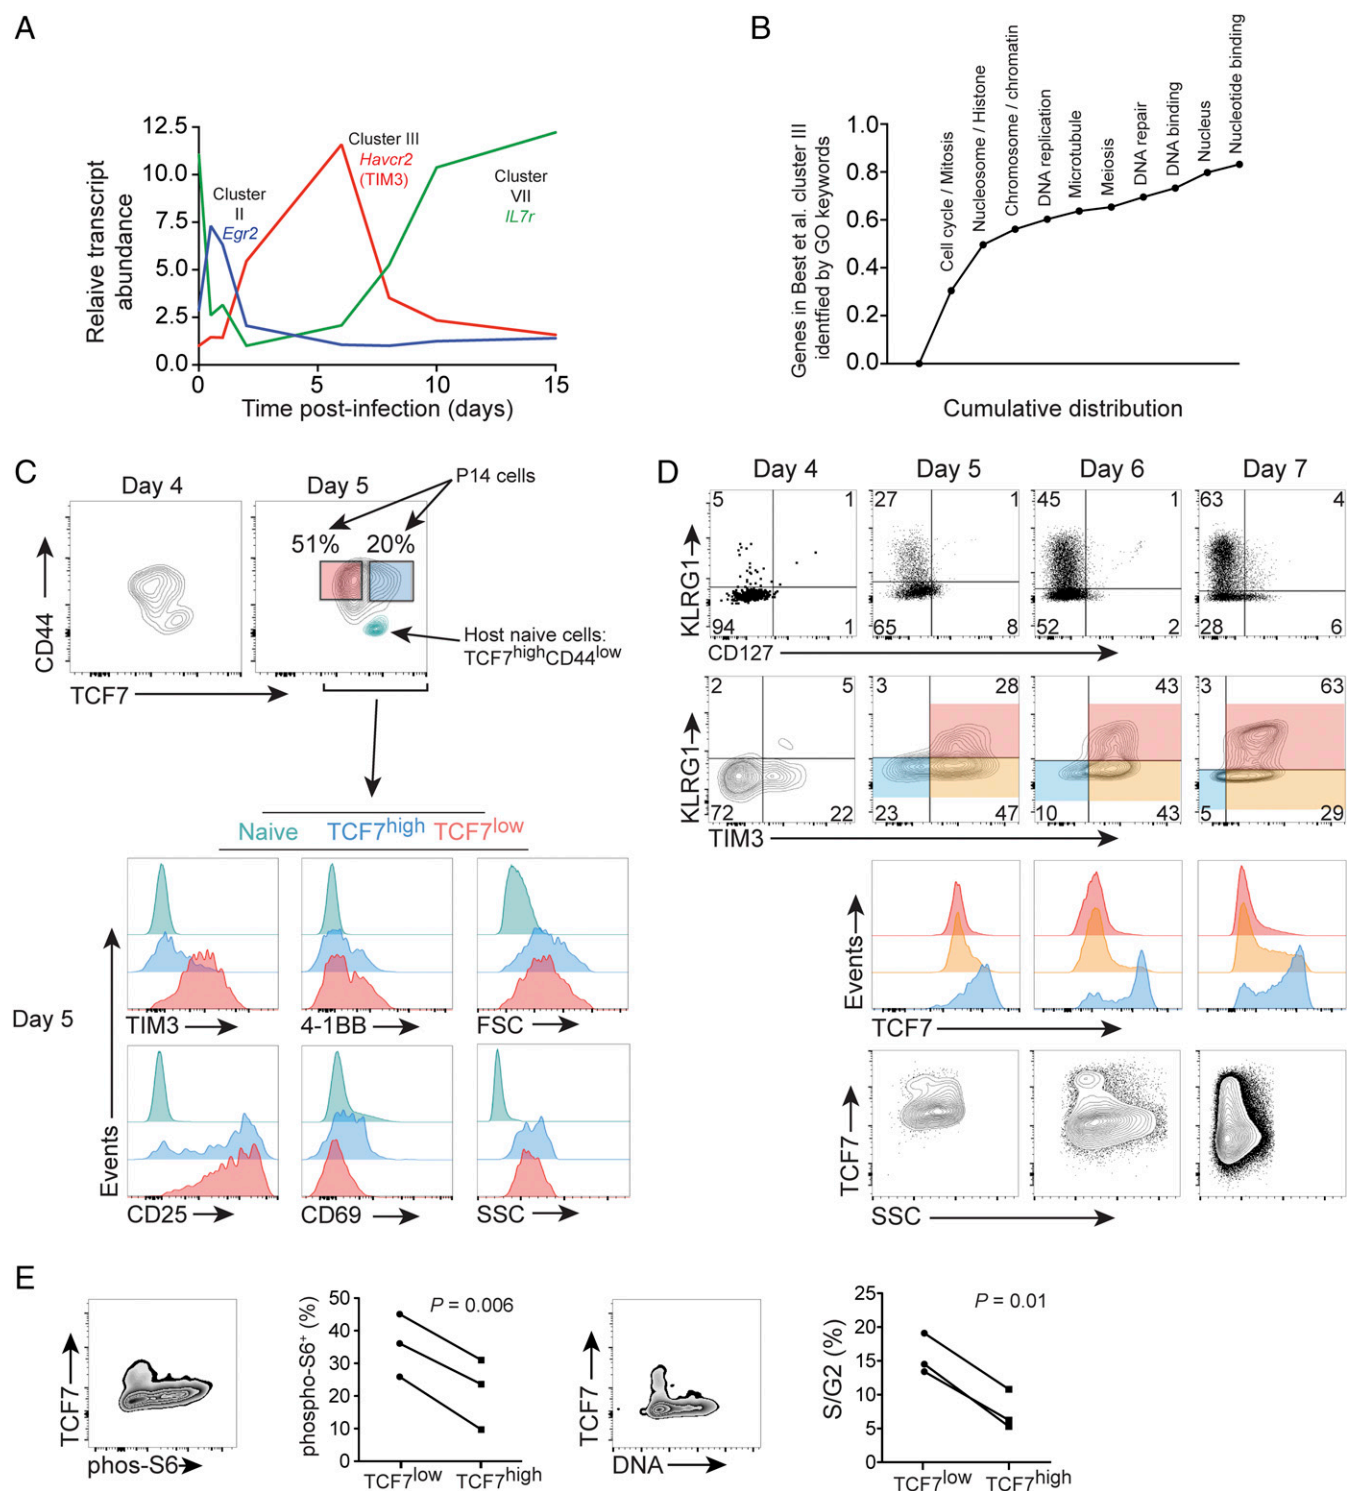 A
Relaive transcript
abundance
12.5
10.0
7.5
5.0
2.5
0.0
0
5
10
15
Time post-infection (days)
Cluster
II
Egr2
Cluster III
Havcr2
(TIM3)
Cluster
VII
IL7r
B
Genes in Best et al. cluster III
identfied by GO keywords
1.0
0.8
0.6
0.4
0.2
0.0
Cell cycle / Mitosis
Nucleosome / Histone
Chromosome / chromatin
DNA replication
Microtubule
Meiosis
DNA repair
DNA binding
Nucleus
Nucleotide binding
Cumulative distribution
C
Day 4
Day 5
P14 cells
51%
20%
CD44
TCF7
Host naive cells:
TCF7highCD44low
Naive
TCF7high
TCF7low
Day 5
Events
TIM3
4-1BB
FSC
CD25
CD69
SSC
D
Day 4
Day 5
Day 6
Day 7
KLRG1
5
1
94
1
27
1
65
8
45
1
52
2
63
4
28
6
CD127
KLRG1
2
5
72
22
3
28
23
47
43
10
43
3
63
5
29
TIM3
Events
TCF7
TCF7
SSC
E
TCF7
phos-S6
phospho-S6+ (%)
50
40
30
20
10
0
P = 0.006
TCF7low
TCF7high
TCF7
DNA
S/G2 (%)
25
20
15
10
5
0
P = 0.01
TCF7low
TCF7high